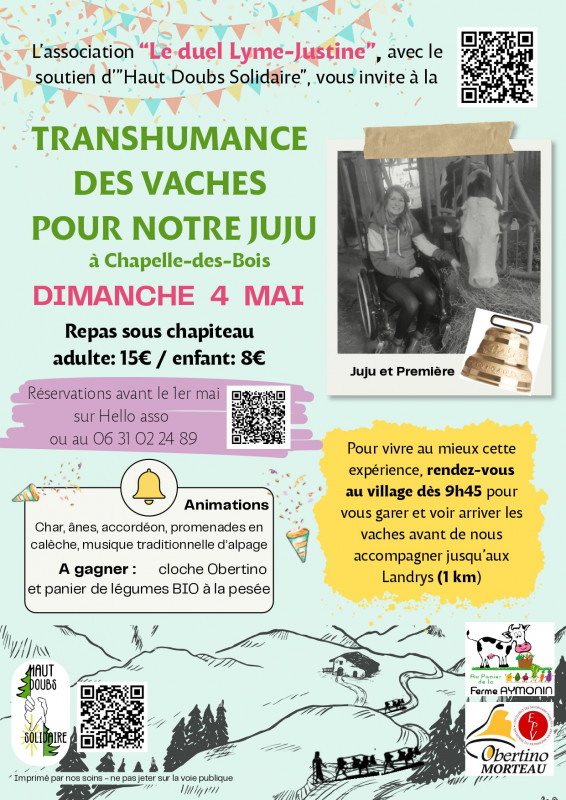 L'association “Le duel Lyme-Justine”, avec le
soutien d'”Haut Doubs Solidaire”, vous invite à la
TRANSHUMANCE
DES VACHES
POUR NOTRE JUJU
à Chapelle-des-Bois
DIMANCHE 4 MAI
Repas sous chapiteau
adulte: 15€ / enfant: 8€
Juju et Première
Réservations avant le 1er mai
sur Hello asso
ou au 06 31 02 24 89
Pour vivre au mieux cette
expérience, rendez-vous
au village dès 9h45 pour
vous garer et voir arriver les
vaches avant de nous
accompagner jusqu'aux
Landrys (1 km)
Animations
Char, ânes, accordéon, promenades en
calèche, musique traditionnelle d'alpage
A gagner : cloche Obertino
et panier de légumes BIO à la pesée
HAUT
DOUBS
SOLIDAIRE
Au Panier
de la
Ferme AYMONIN
EPV
Obertino
MORTEAU
Imprimé par nos soins - ne pas jeter sur la voie publique